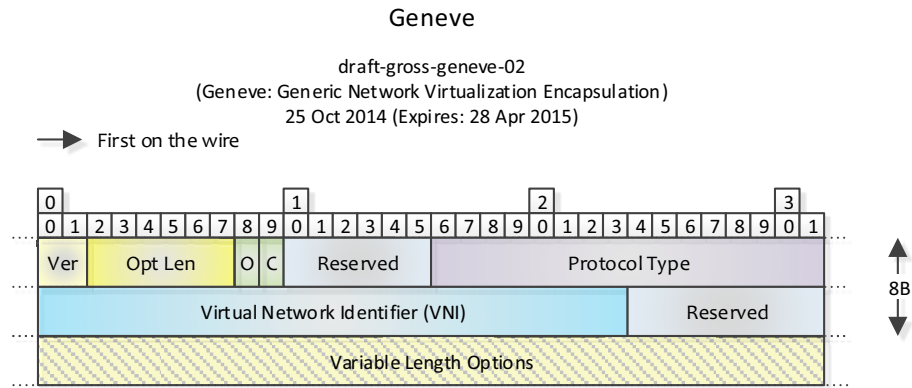 Geneve
draft-gross-geneve-02
(Geneve: Generic Network Virtualization Encapsulation)
25 Oct 2014 (Expires: 28 Apr 2015)
First on the wire
0 1 2 3
0 1 2 3 4 5 6 7 8 9 0 1 2 3 4 5 6 7 8 9 0 1 2 3 4 5 6 7 8 9 0 1
Ver Opt Len O C Reserved Protocol Type
8B
Virtual Network Identifier (VNI) Reserved
Variable Length Options